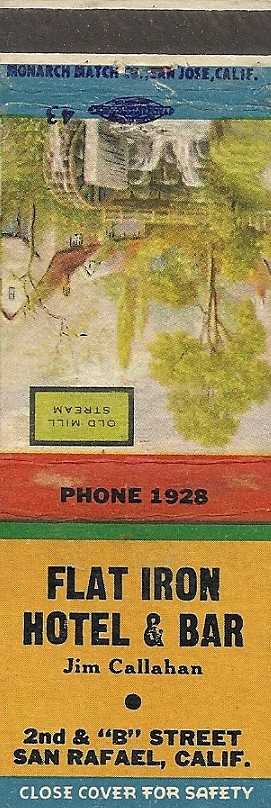 MONARCH MATCH CO., SAN JOSE, CALIF.
43
OLD MILL
STREAM
PHONE 1928
FLAT IRON
HOTEL & BAR
Jim Callahan
2nd & "B" STREET
SAN RAFAEL, CALIF.
CLOSE COVER FOR SAFETY